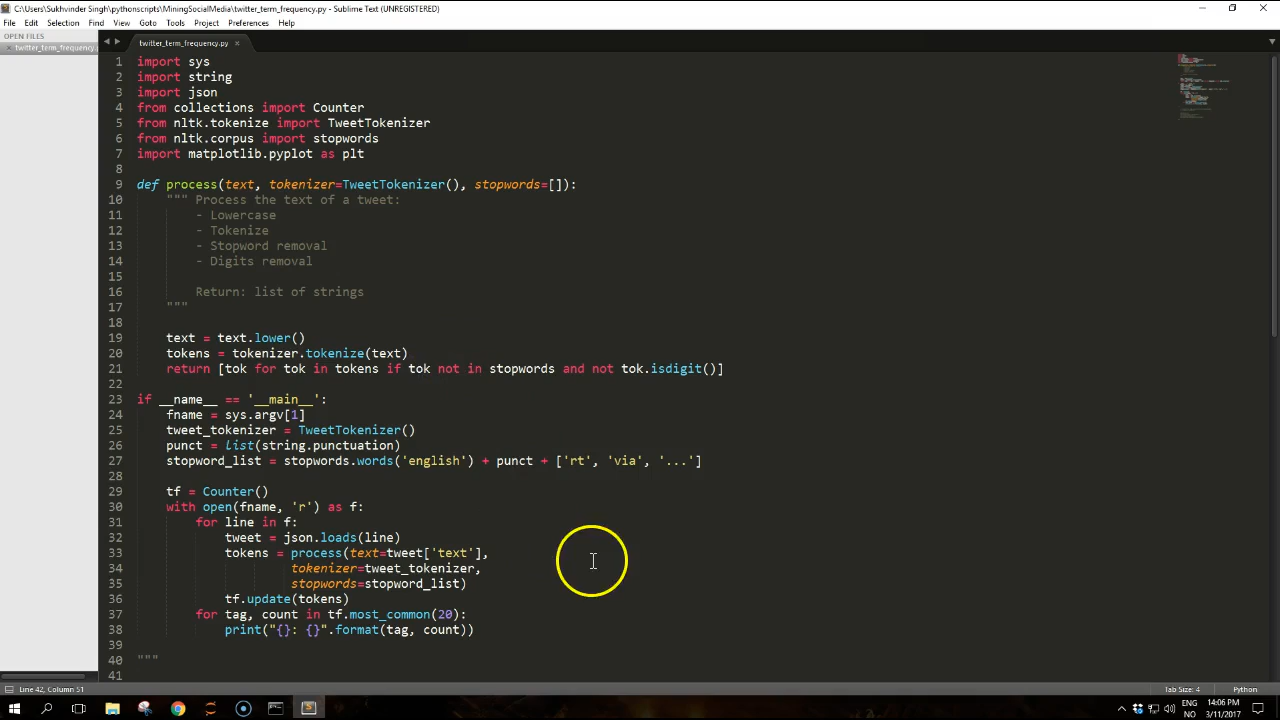 C:\Users\Sukhvinder Singh\pythonscripts\MiningSocialMedia\twitter_term_frequency.py - Sublime Text (UNREGISTERED)
File Edit Selection Find View Goto Tools Project Preferences Help
OPEN FILES
twitter_term_frequency.p
twitter_term_frequency.py
1 import sys
2 import string
3 import json
4 from collections import Counter
5 from nltk.tokenize import TweetTokenizer
6 from nltk.corpus import stopwords
7 import matplotlib.pyplot as plt
8
9 def process(text, tokenizer=TweetTokenizer(), stopwords=[]):
10 """ Process the text of a tweet:
11 - Lowercase
12 - Tokenize
13 - Stopword removal
14 - Digits removal
15
16 Return: list of strings
17 """
18
19 text = text.lower()
20 tokens = tokenizer.tokenize(text)
21 return [tok for tok in tokens if tok not in stopwords and not tok.isdigit()]
22
23 if __name__ == '__main__':
24 fname = sys.argv[1]
25 tweet_tokenizer = TweetTokenizer()
26 punct = list(string.punctuation)
27 stopword_list = stopwords.words('english') + punct + ['rt', 'via', '...']
28
29 tf = Counter()
30 with open(fname, 'r') as f:
31 for line in f:
32 tweet = json.loads(line)
33 tokens = process(text=tweet['text'],
34 tokenizer=tweet_tokenizer,
35 stopwords=stopword_list)
36 tf.update(tokens)
37 for tag, count in tf.most_common(20):
38 print("{}: {}".format(tag, count))
39
40 """
41
Line 42, Column 51
Tab Size: 4
Python
ENG
NO
14:06 PM
3/11/2017